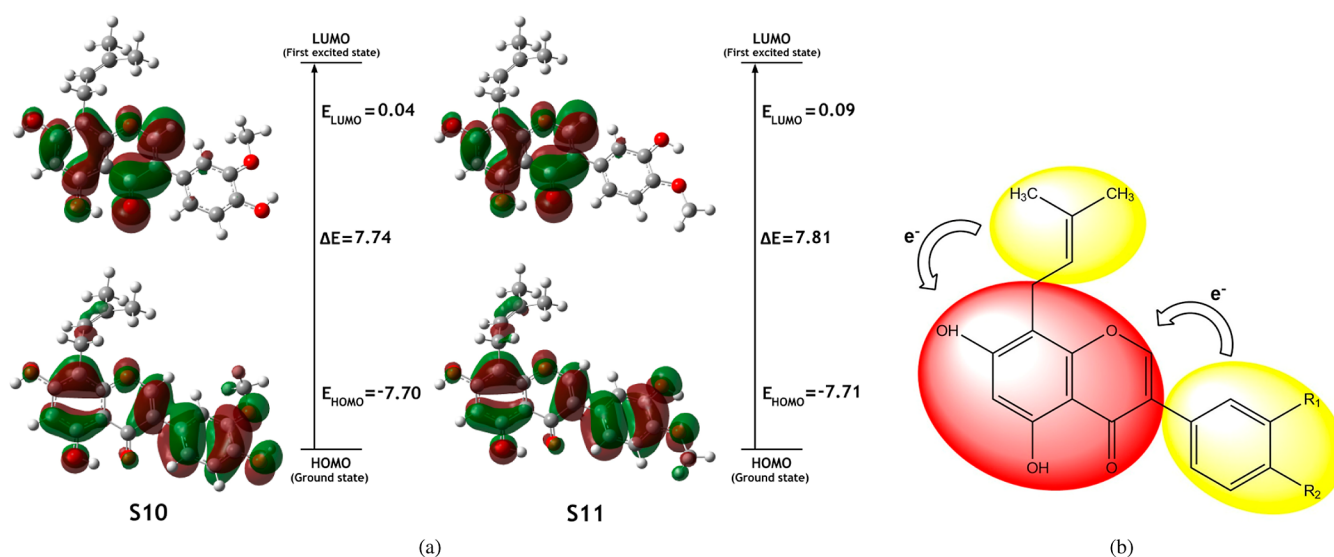 LUMO
(First excited state)
E_LUMO=0.04
ΔE=7.74
E_HOMO=-7.70
HOMO
(Ground state)
S10
LUMO
(First excited state)
E_LUMO=0.09
ΔE=7.81
E_HOMO=-7.71
HOMO
(Ground state)
S11
(a)
H₃C CH₃
e⁻
e⁻
OH O
R₁
OH O
R₂
(b)